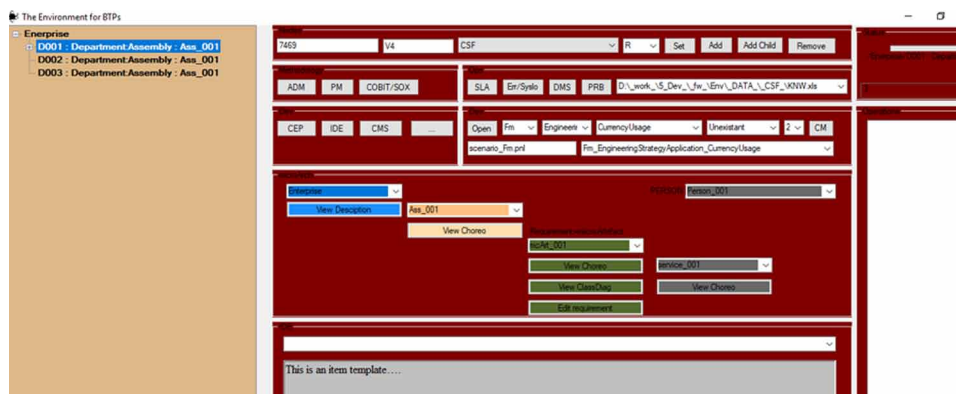 The Environment for BTPs
Enerprise
D001 : Department:Assembly : Ass_001
D002 : Department:Assembly : Ass_001
D003 : Department:Assembly : Ass_001
7469 V4 CSF R Set Add Add Child Remove
ADM PM COBIT/SOX
SLA Err/Syslo DMS PRB D:\_work_\5_Dev_\_fw_\Env\_DATA_\_CSF_\KNW.xls
CEP IDE CMS ...
Open Fm Engineeri CurrencyUsage Unexistant 2 CM
scenario_Fm.pnl Fm_EngineeringStrategyApplication_CurrencyUsage
Enterprise
PERSON Person_001
View Desciption
Ass_001
View Choreo
micArt_001
View Choreo
service_001
View ClassDiag
View Choreo
Edit requirement
This is an item template....